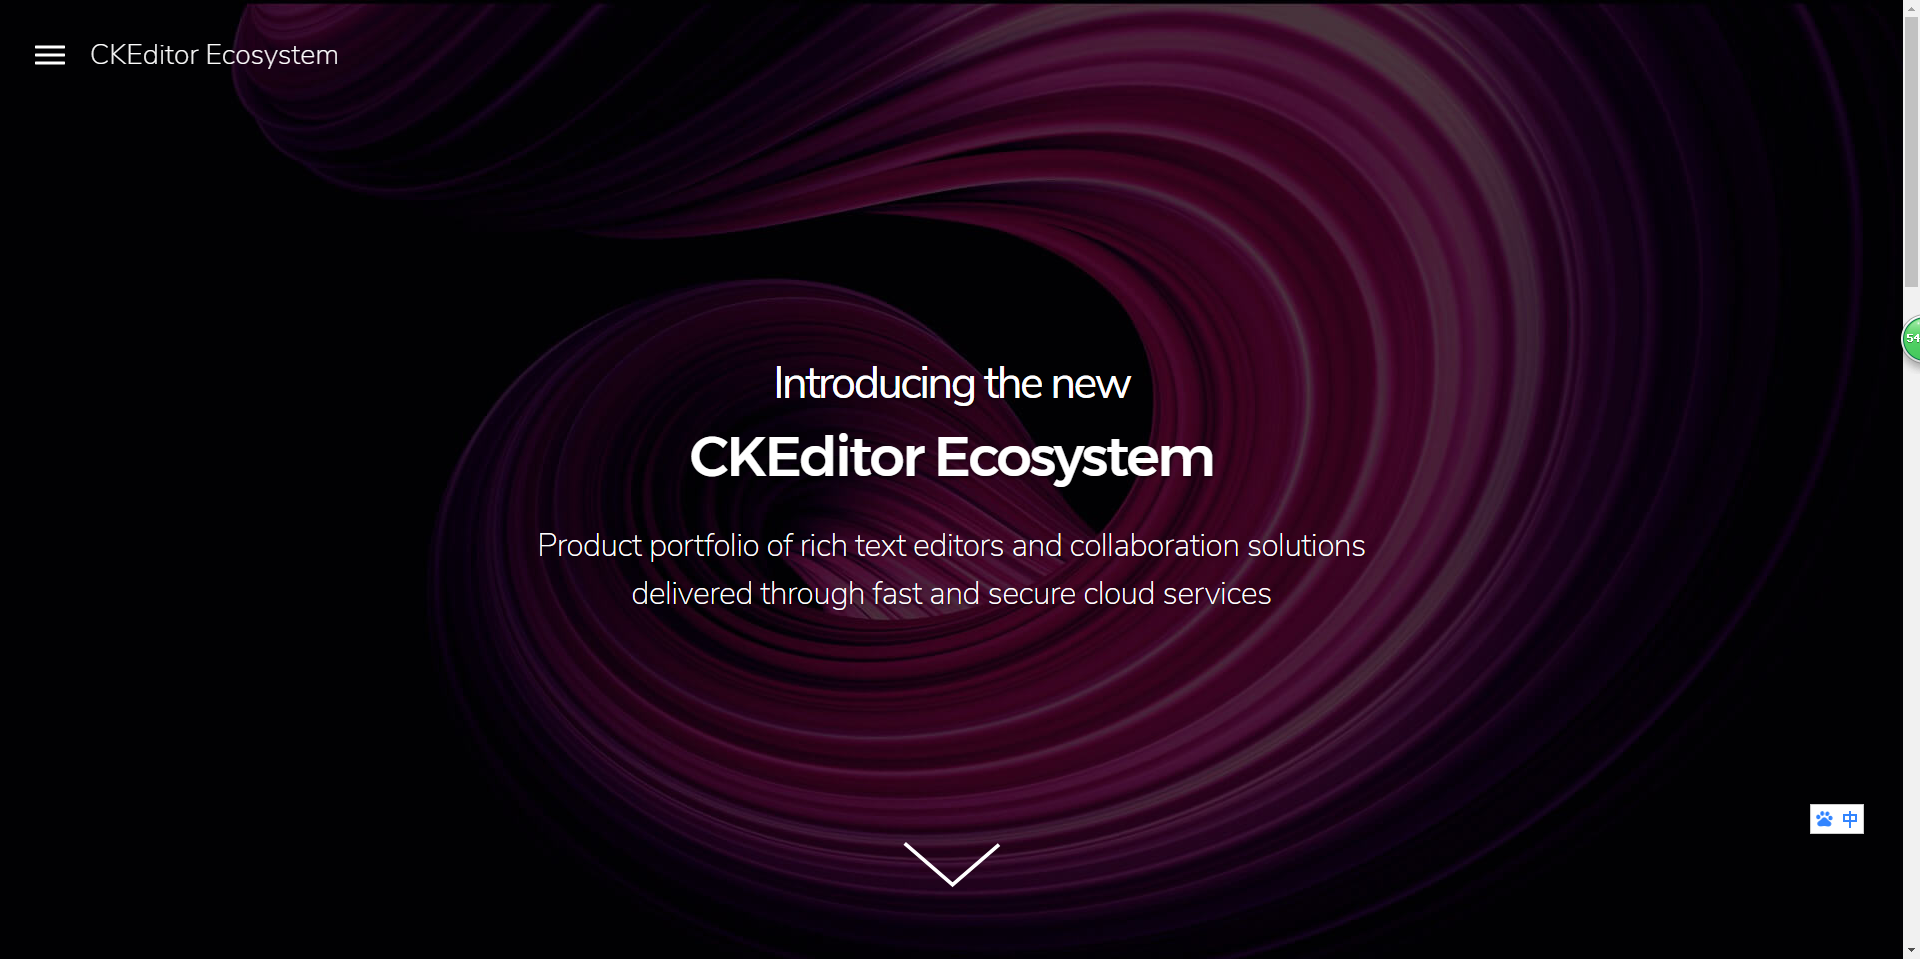 CKEditor Ecosystem
Introducing the new
CKEditor Ecosystem
Product portfolio of rich text editors and collaboration solutions
delivered through fast and secure cloud services
54
中